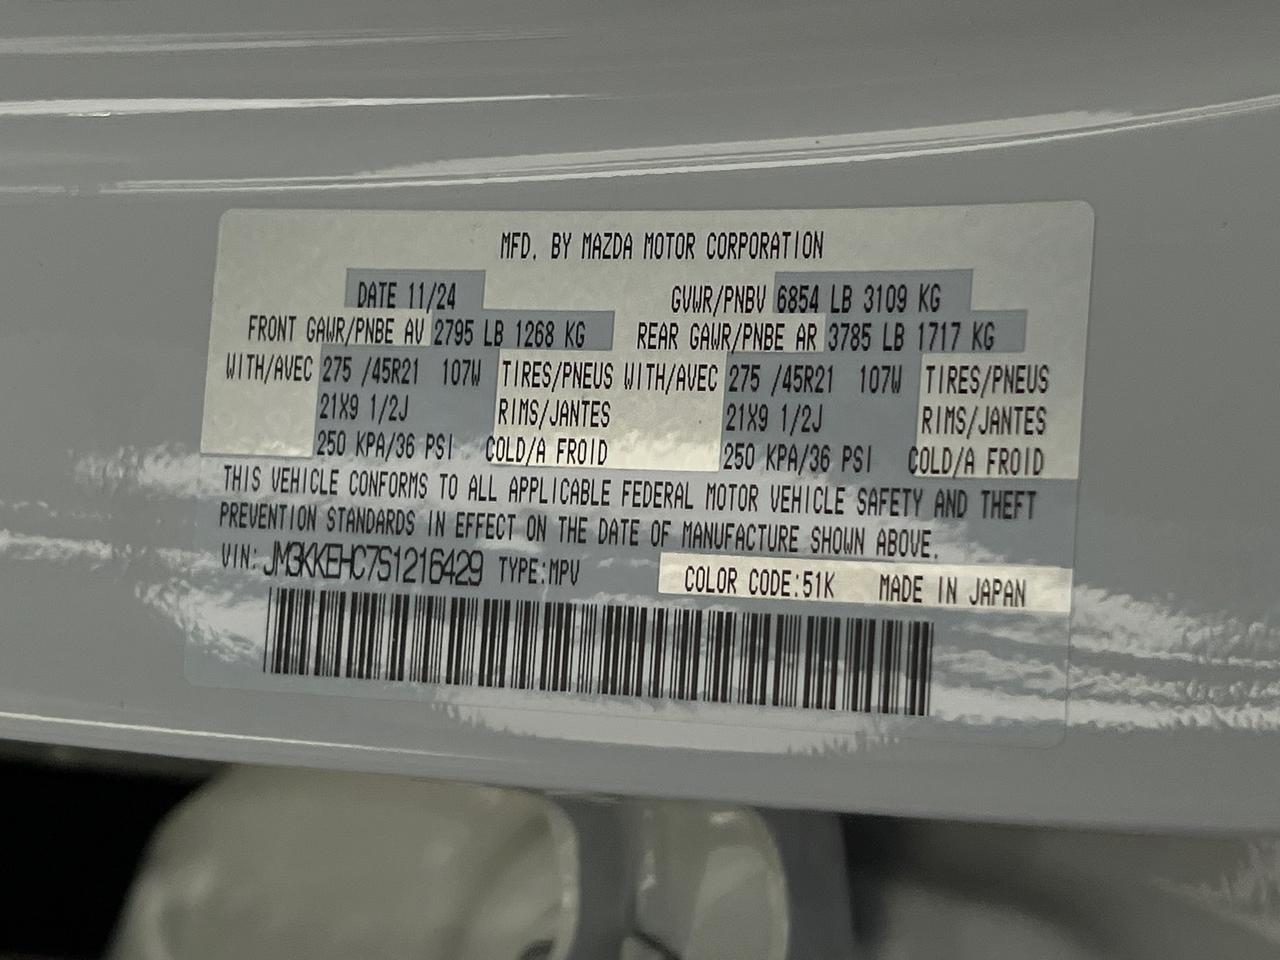 MFD. BY MAZDA MOTOR CORPORATION
DATE 11/24 GVWR/PNBV 6854 LB 3109 KG
FRONT GAWR/PNBE AV 2795 LB 1268 KG REAR GAWR/PNBE AR 3785 LB 1717 KG
WITH/AVEC 275 /45R21 107W TIRES/PNEUS WITH/AVEC 275 /45R21 107W TIRES/PNEUS
21X9 1/2J RIMS/JANTES 21X9 1/2J RIMS/JANTES
250 KPA/36 PSI COLD/A FROID 250 KPA/36 PSI COLD/A FROID
THIS VEHICLE CONFORMS TO ALL APPLICABLE FEDERAL MOTOR VEHICLE SAFETY AND THEFT
PREVENTION STANDARDS IN EFFECT ON THE DATE OF MANUFACTURE SHOWN ABOVE.
VIN: JM3KKEHC7S1216429 TYPE:MPV COLOR CODE:51K MADE IN JAPAN